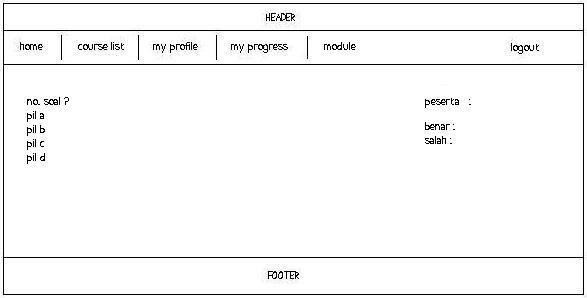 HEADER
home course list my profile my progress module logout
no. soal ?
pil a
pil b
pil c
pil d
peserta :
benar :
salah :
FOOTER